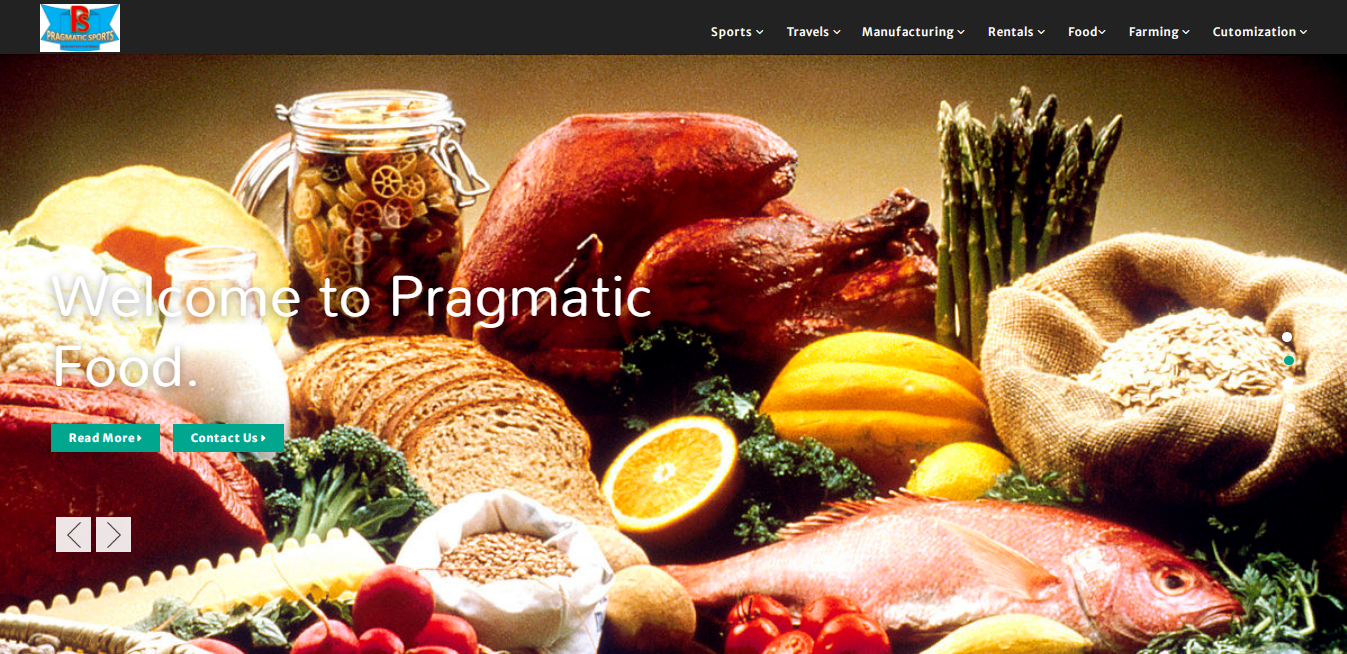 PS
PRAGMATIC SPORTS
Sports Travels Manufacturing Rentals Food Farming Cutomization
Welcome to Pragmatic
Food.
Read More Contact Us